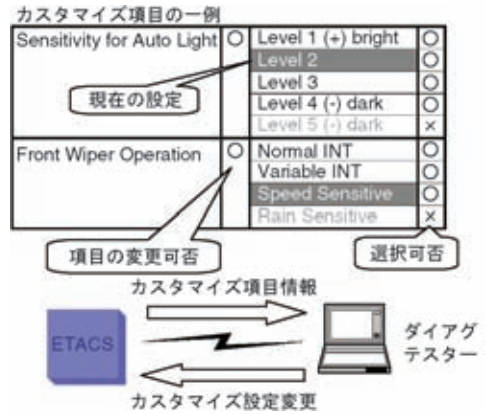 カスタマイズ項目の一例
Sensitivity for Auto Light ○ Level 1 (+) bright ○
Level 2 ○
Level 3 ○
現在の設定
Level 4 (-) dark ○
Level 5 (-) dark ×
Front Wiper Operation ○ Normal INT ○
Variable INT ○
Speed Sensitive ○
Rain Sensitive ×
項目の変更可否
選択可否
カスタマイズ項目情報
ETACS
ダイアグ
テスター
カスタマイズ設定変更